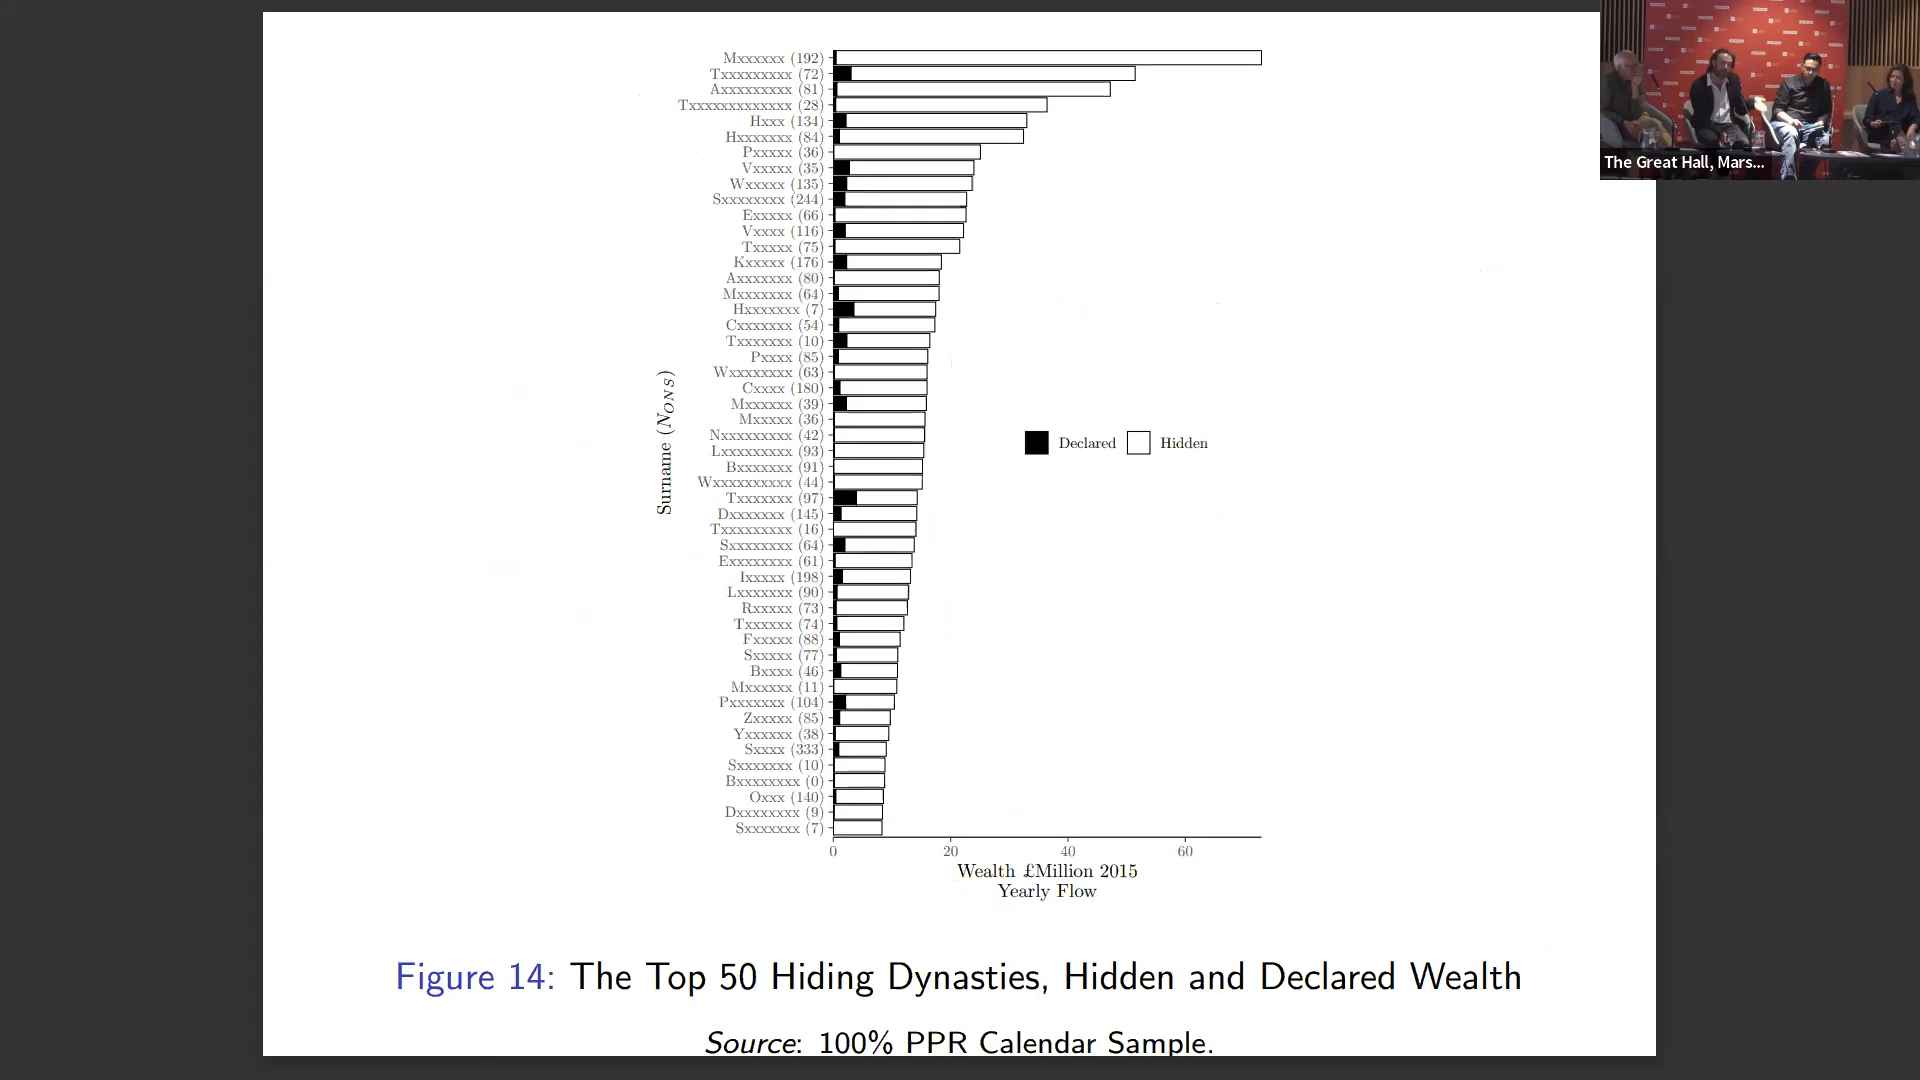 Mxxxxxx (192)
Txxxxxxxxxx (72)
Axxxxxxxxx (81)
Txxxxxxxxxxxxxx (28)
Hxxx (134)
Hxxxxxxx (84)
Pxxxxx (36)
Vxxxxx (35)
Wxxxxx (135)
Sxxxxxxxx (244)
Exxxxx (66)
Vxxxx (116)
Txxxxx (75)
Kxxxxx (176)
Axxxxxxx (80)
Mxxxxxxx (64)
Hxxxxxxx (7)
Cxxxxxxx (54)
Txxxxxxx (10)
Pxxxx (85)
Wxxxxxxxx (63)
Cxxxx (180)
Mxxxxxx (39)
Mxxxxx (36)
Nxxxxxxxxx (42)
Lxxxxxxxxx (93)
Bxxxxxxx (91)
Wxxxxxxxxxx (44)
Txxxxxxx (97)
Dxxxxxxx (145)
Txxxxxxxxx (16)
Sxxxxxxxx (64)
Exxxxxxxx (61)
Ixxxxx (198)
Lxxxxxxx (90)
Rxxxxx (73)
Txxxxxx (74)
Fxxxxx (88)
Sxxxxx (77)
Bxxxx (46)
Mxxxxxx (11)
Pxxxxxxx (104)
Zxxxxx (85)
Yxxxxxx (38)
Sxxxx (333)
Sxxxxxxx (10)
Bxxxxxxxx (0)
Oxxx (140)
Dxxxxxxxx (9)
Sxxxxxxx (7)
Surname (NONS)
Declared Hidden
0 20 40 60
Wealth £Million 2015
Yearly Flow
Figure 14: The Top 50 Hiding Dynasties, Hidden and Declared Wealth
Source: 100% PPR Calendar Sample.
The Great Hall, Mars...